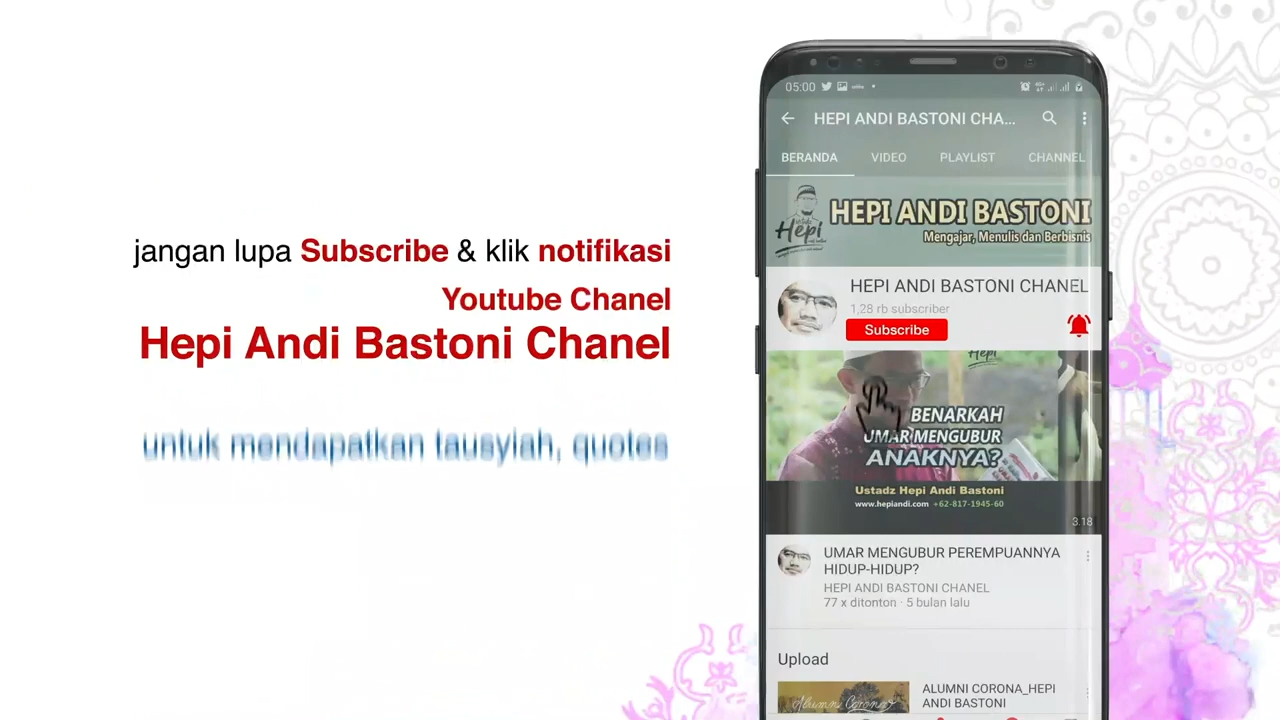 jangan lupa Subscribe & klik notifikasi
Youtube Chanel
Hepi Andi Bastoni Chanel
untuk mendapatkan tausyiah, quotes
05:00
HEPI ANDI BASTONI CHA...
BERANDA VIDEO PLAYLIST CHANNEL
Hepi
HEPI ANDI BASTONI
Mengajar, Menulis dan Berbisnis
HEPI ANDI BASTONI CHANEL
1,28 rb subscriber
Subscribe
Hepi
BENARKAH
UMAR MENGUBUR
ANAKNYA?
Ustadz Hepi Andi Bastoni
www.hepiandi.com +62-817-1945-60
3.18
UMAR MENGUBUR PEREMPUANNYA
HIDUP-HIDUP?
HEPI ANDI BASTONI CHANEL
77 x ditonton · 5 bulan lalu
Upload
Alumni Corona
ALUMNI CORONA_HEPI
ANDI BASTONI